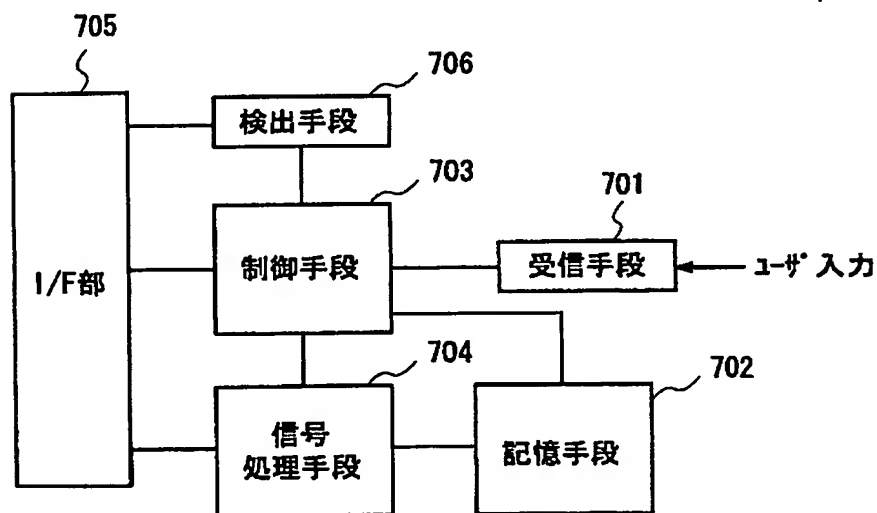 705
706
検出手段
703
701
制御手段
受信手段
ユーザ入力
I/F部
704
702
信号
処理手段
記憶手段